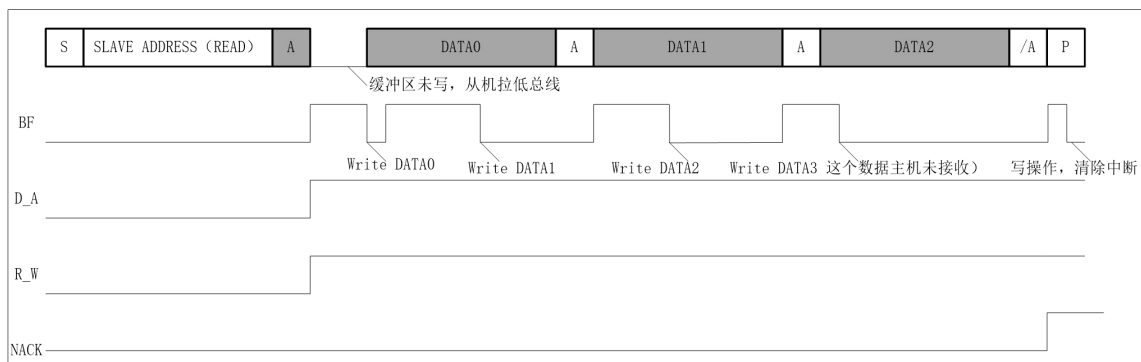 S SLAVE ADDRESS (READ) A DATA0 A DATA1 A DATA2 /A P
缓冲区未写，从机拉低总线
BF
Write DATA0 Write DATA1 Write DATA2 Write DATA3 这个数据主机未接收） 写操作，清除中断
D_A
R_W
NACK